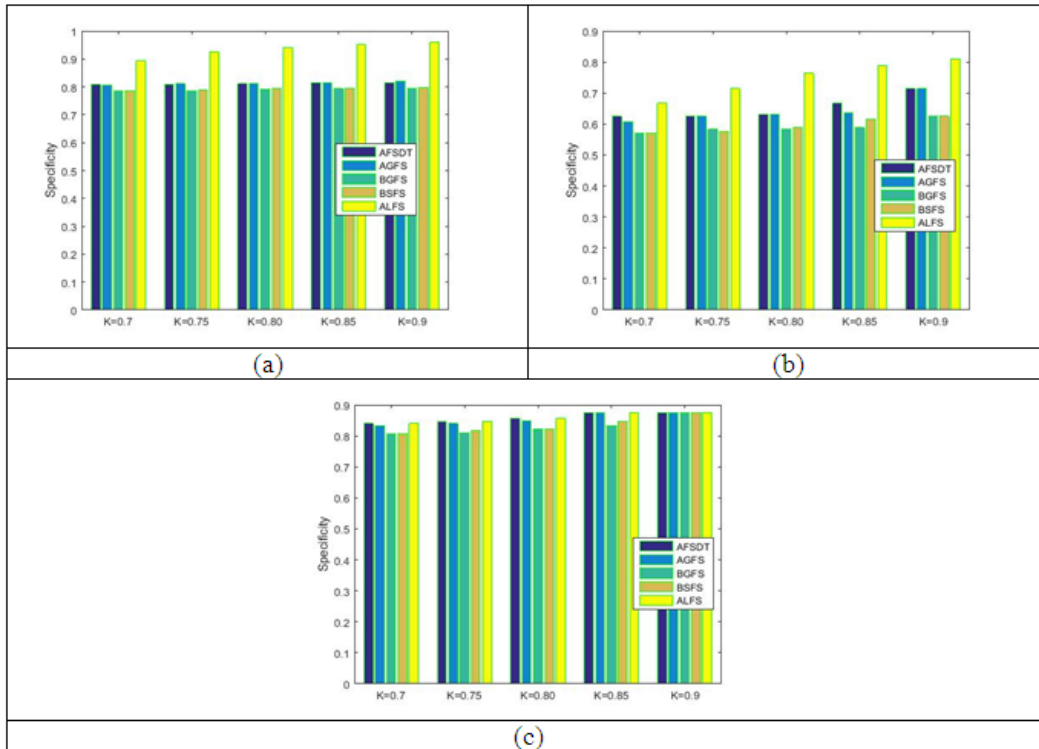 1
0.9
0.8
0.7
0.6
0.5
0.4
0.3
0.2
0.1
0
Specificity
K=0.7 K=0.75 K=0.80 K=0.85 K=0.9
AFSDT
AGFS
BGFS
BSFS
ALFS
(a)
0.9
0.8
0.7
0.6
0.5
0.4
0.3
0.2
0.1
0
Specificity
K=0.7 K=0.75 K=0.80 K=0.85 K=0.9
AFSDT
AGFS
BGFS
BSFS
ALFS
(b)
0.9
0.8
0.7
0.6
0.5
0.4
0.3
0.2
0.1
0
Specificity
K=0.7 K=0.75 K=0.80 K=0.85 K=0.9
AFSDT
AGFS
BGFS
BSFS
ALFS
(c)